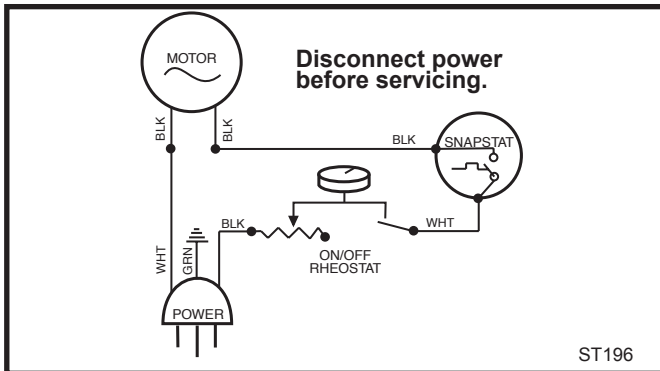 MOTOR
Disconnect power
before servicing.
BLK
BLK
BLK
SNAPSTAT
BLK
WHT
ON/OFF
RHEOSTAT
WHT
GRN
POWER
ST196